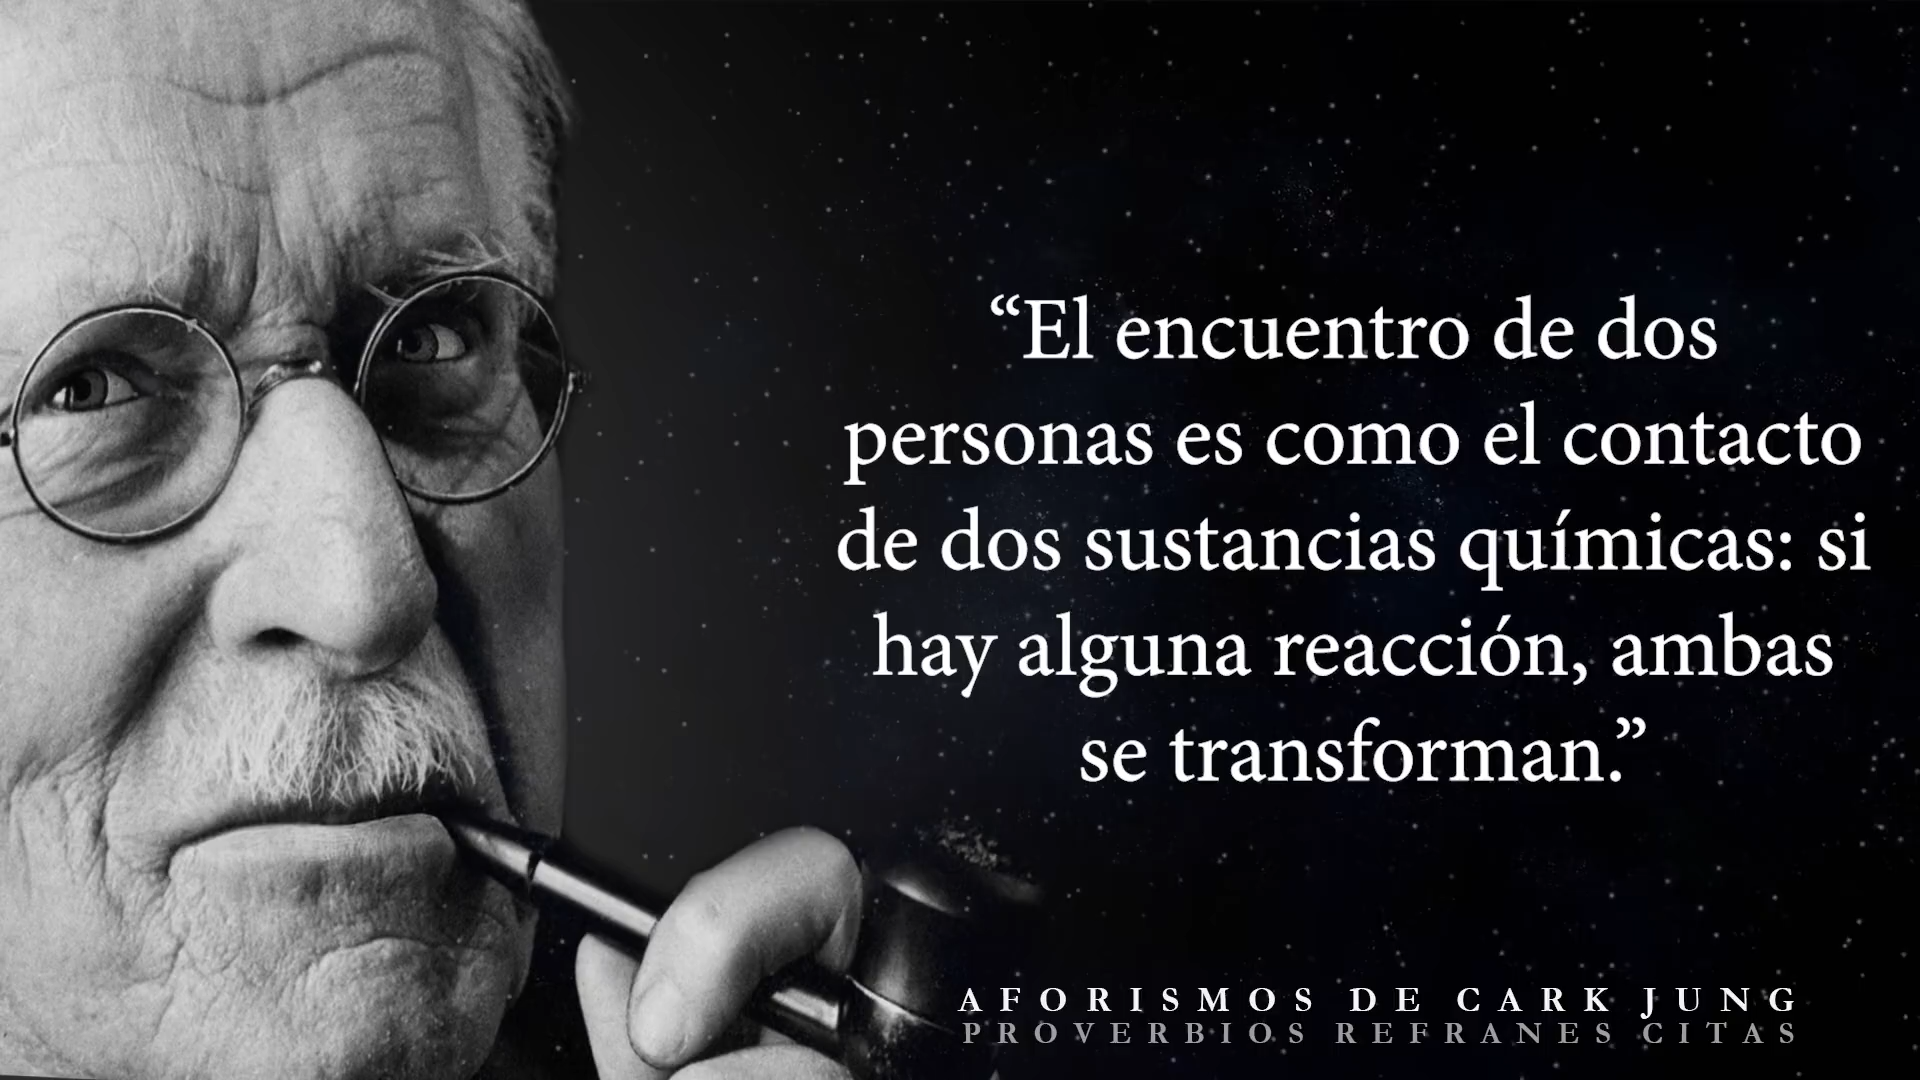 “El encuentro de dos
personas es como el contacto
de dos sustancias químicas: si
hay alguna reacción, ambas
se transforman.”
AFORISMOS DE CARK JUNG
PROVERBIOS REFRANES CITAS